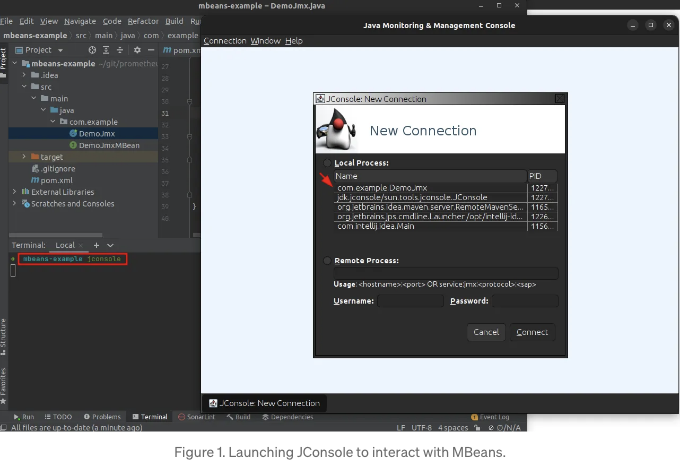 mbeans-example – DemoJmx.java
File Edit View Navigate Code Refactor Build Run
mbeans-example src main java com example
Project
pom.xml
mbeans-example ~/git/promethe
.idea
src
main
java
com.example
DemoJmx
DemoJmxMBean
target
.gitignore
pom.xml
External Libraries
Scratches and Consoles
Project
27
28
29
30
31
32
33
34
35
36
37
38
39
}
Terminal: Local
mbeans-example jconsole
Structure
Favorites
Run TODO Problems Terminal SonarLint Build Dependencies Event Log
All files are up-to-date (a minute ago) LF UTF-8 4 spaces N/A
Java Monitoring & Management Console
Connection Window Help
JConsole: New Connection
New Connection
Local Process:
Name PID
com.example.DemoJmx 1227...
jdk.jconsole/sun.tools.jconsole.JConsole 1227...
org.jetbrains.idea.maven.server.RemoteMavenSe... 1165...
org.jetbrains.jps.cmdline.Launcher /opt/intellij-id... 1226...
com.intellij.idea.Main 1156...
Remote Process:
Usage: <hostname>:<port> OR service:jmx:<protocol>:<sap>
Username: Password:
Cancel Connect
JConsole: New Connection
Figure 1. Launching JConsole to interact with MBeans.